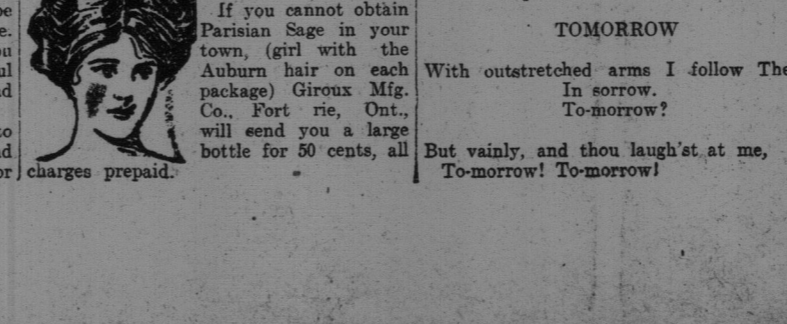 If you cannot obtain
Parisian Sage in your
town, (girl with the
Auburn hair on each
package) Giroux Mfg.
Co., Fort rie, Ont.,
will send you a large
bottle for 50 cents, all
charges prepaid.
TOMORROW
With outstretched arms I follow The
In sorrow.
To-morrow?
But vainly, and thou laugh'st at me,
To-morrow! To-morrow!